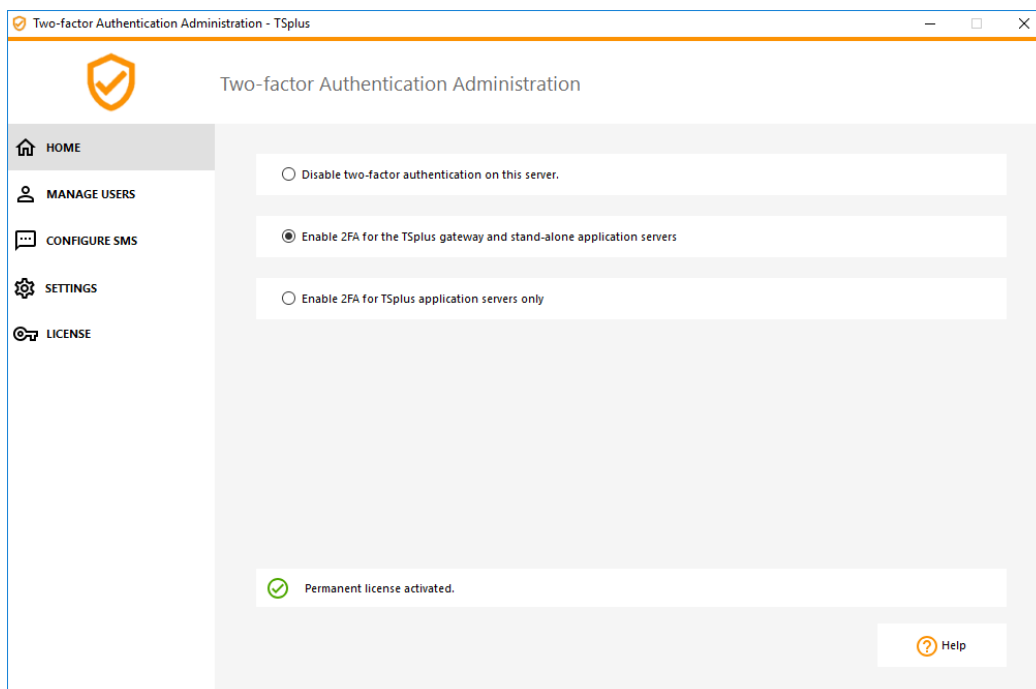 Two-factor Authentication Administration - TSplus
Two-factor Authentication Administration
HOME
MANAGE USERS
CONFIGURE SMS
SETTINGS
LICENSE
Disable two-factor authentication on this server.
Enable 2FA for the TSplus gateway and stand-alone application servers
Enable 2FA for TSplus application servers only
Permanent license activated.
Help